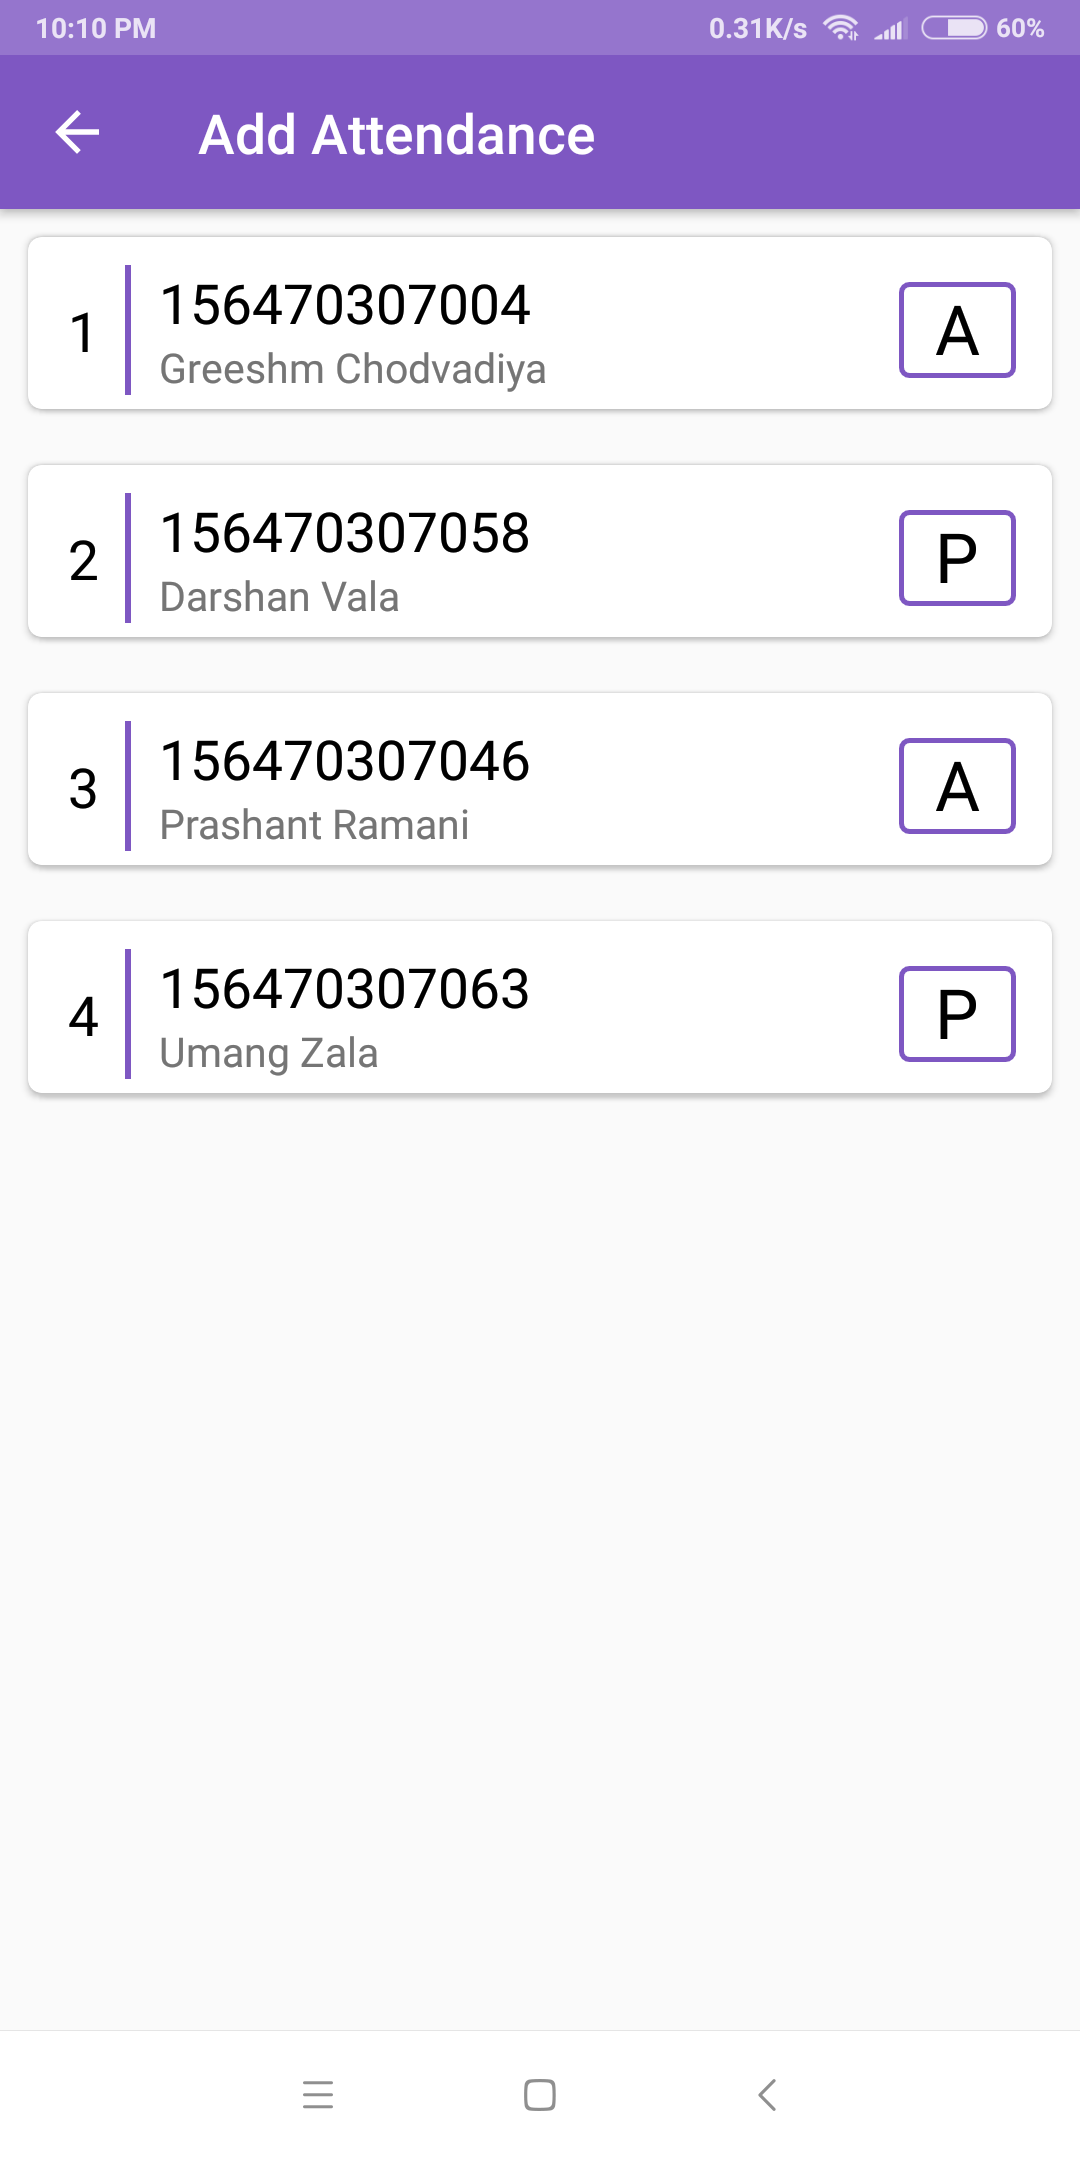 10:10 PM 0.31K/s 60%
Add Attendance
1 156470307004 A
Greeshm Chodvadiya
2 156470307058 P
Darshan Vala
3 156470307046 A
Prashant Ramani
4 156470307063 P
Umang Zala